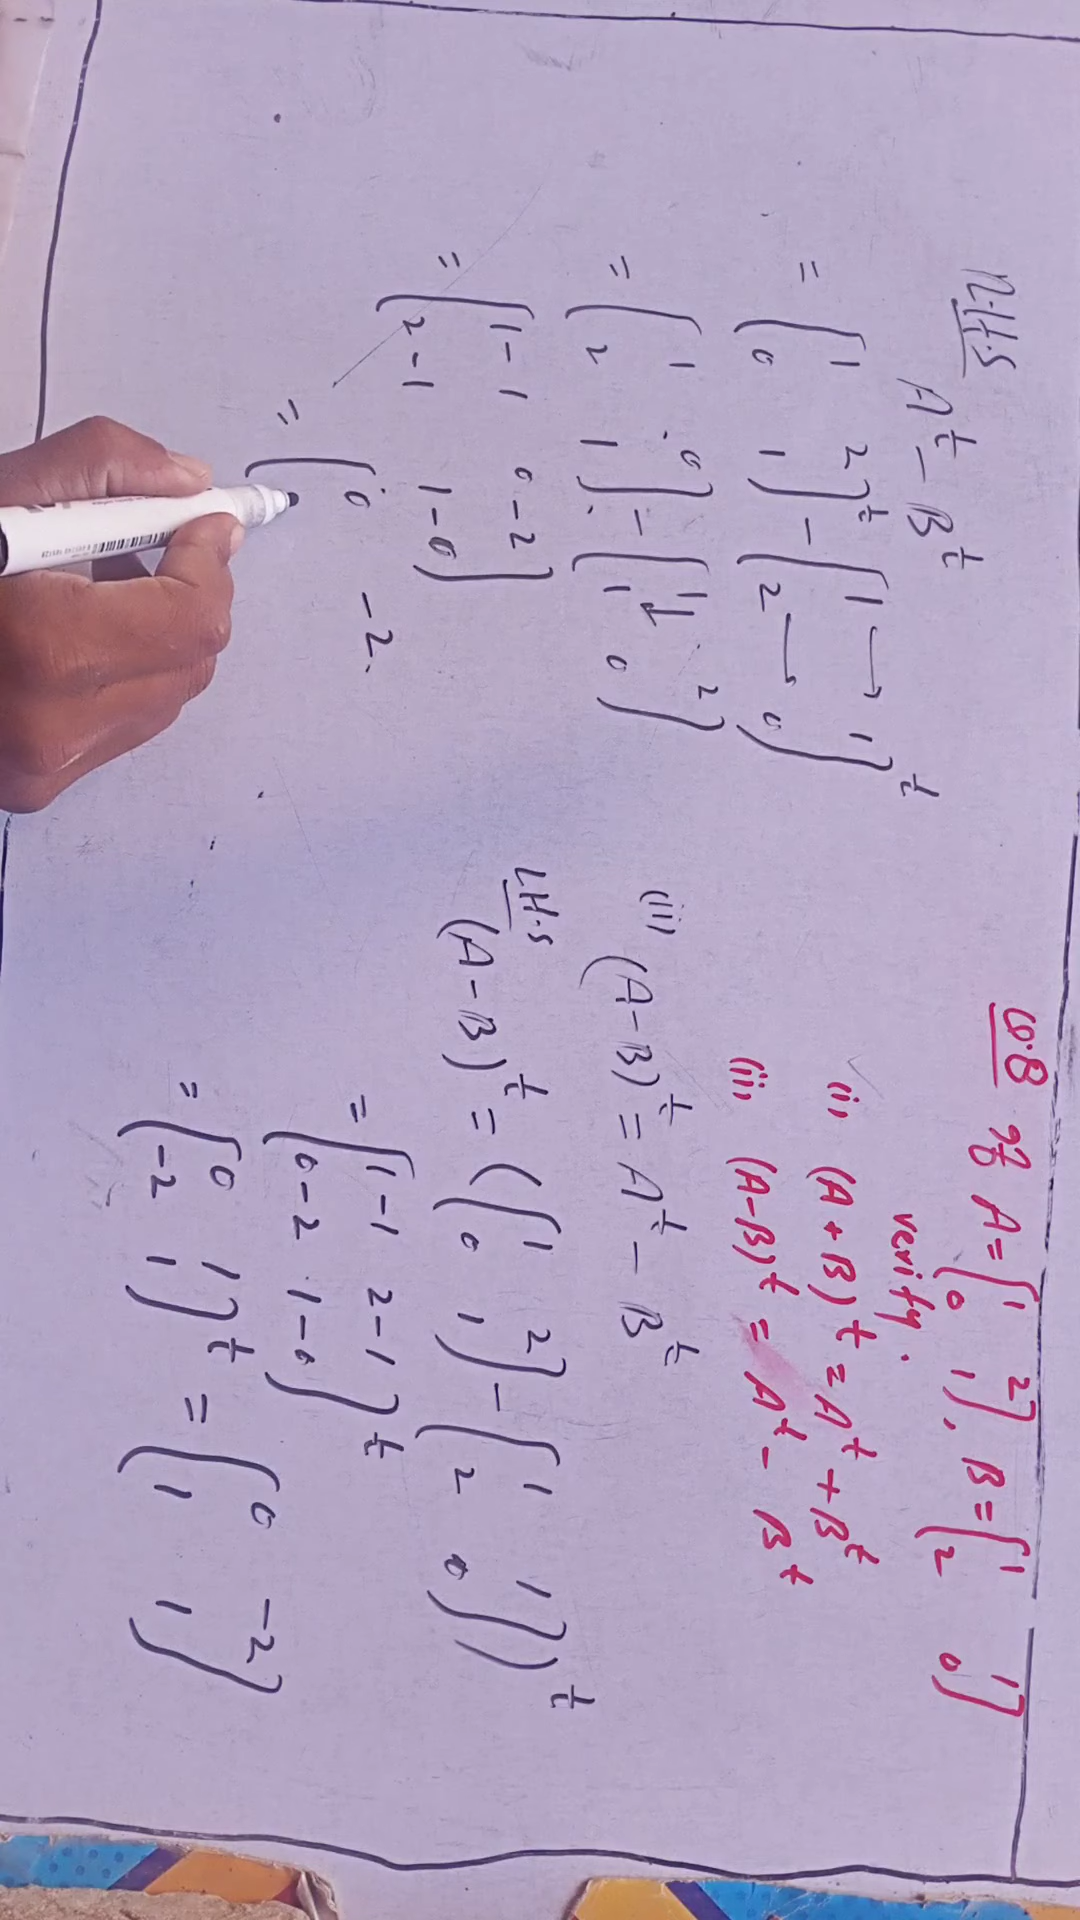 Q.8 If A = [1 2
0 1], B = [1 1
2 0]
verify.
(i) (A + B)^t = A^t + B^t
(ii) (A - B)^t = A^t - B^t
(ii) (A - B)^t = A^t - B^t
L.H.S
(A - B)^t = ([1 2
0 1] - [1 1
2 0])^t
= [1-1 2-1
0-2 1-0]^t
= [0 1
-2 1]^t = [0 -2
1 1]
R.H.S
A^t - B^t
= [1 2
0 1]^t - [1 → 1
2 → 0]^t
= [1 0
2 1] - [1 2
1 0]
= [1-1 0-2
2-1 1-0]
= [0 -2